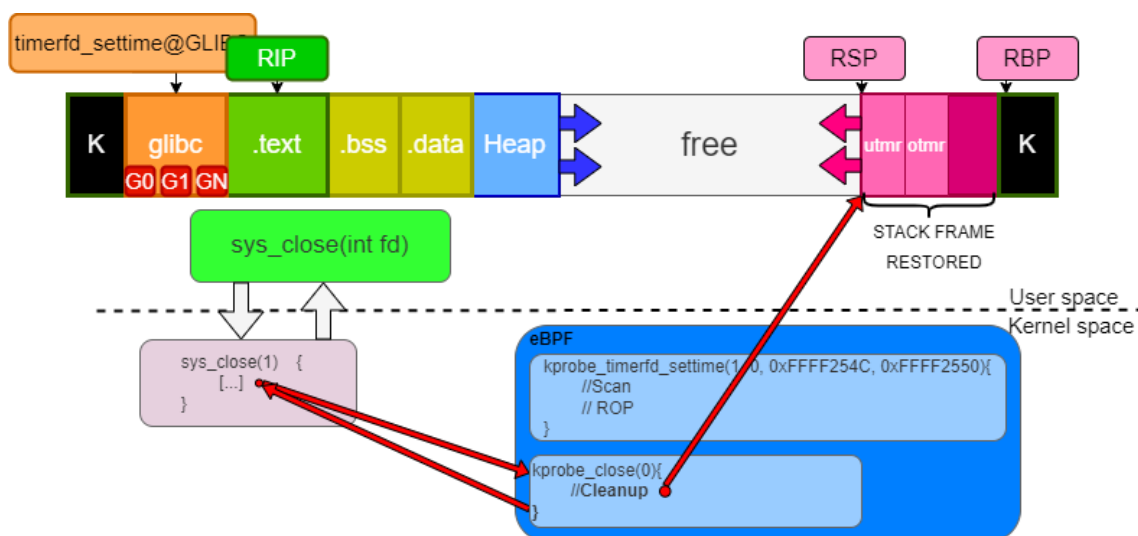 timerfd_settime@GLIB
RIP
RSP
RBP
K
glibc
.text
.bss
.data
Heap
free
utmr
otmr
K
G0
G1
GN
STACK FRAME
RESTORED
sys_close(int fd)
User space
Kernel space
eBPF
sys_close(1) {
[...]
}
kprobe_timerfd_settime(1, 0, 0xFFFF254C, 0xFFFF2550){
//Scan
// ROP
}
kprobe_close(0){
//Cleanup
}